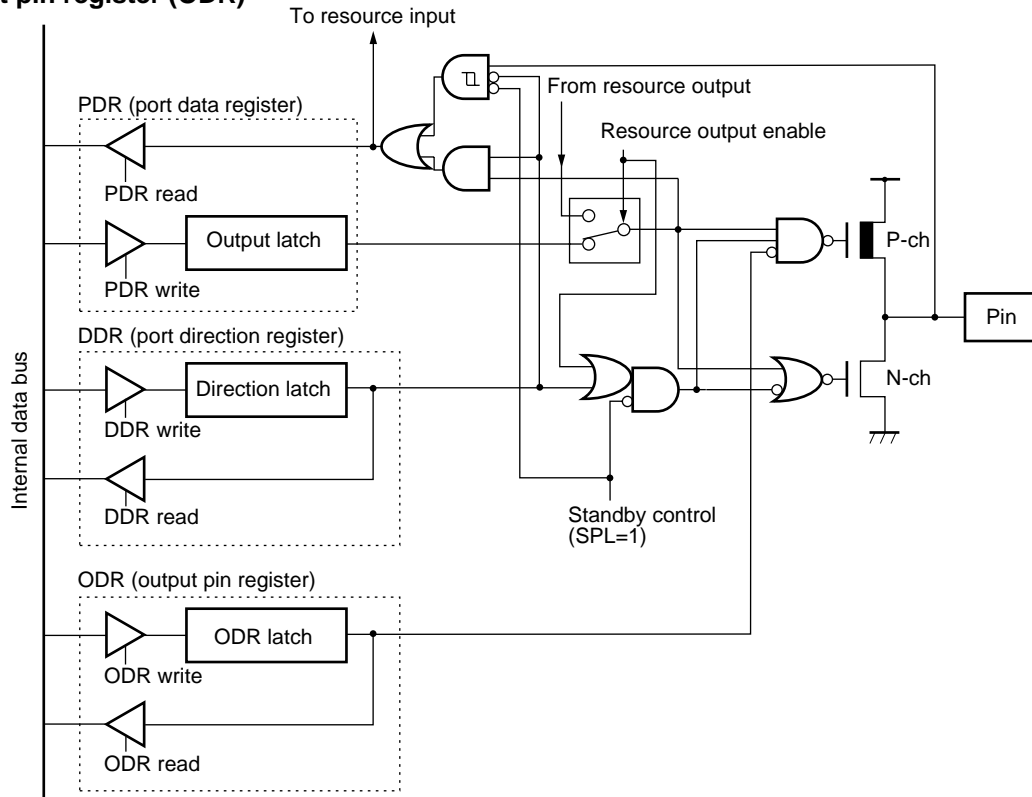 t pin register (ODR)
To resource input
From resource output
PDR (port data register)
Resource output enable
PDR read
P-ch
Output latch
PDR write
Pin
DDR (port direction register)
N-ch
Direction latch
DDR write
Internal data bus
DDR read
Standby control
(SPL=1)
ODR (output pin register)
ODR latch
ODR write
ODR read